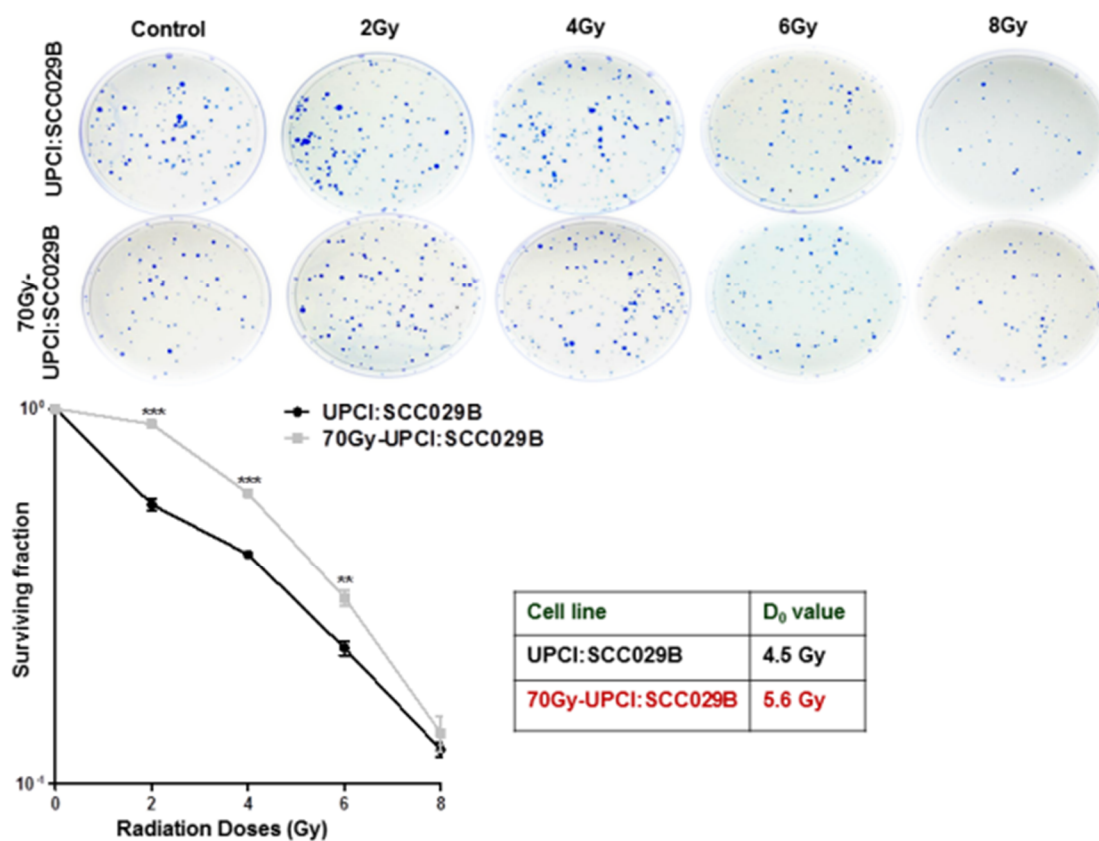 Control 2Gy 4Gy 6Gy 8Gy
UPCI:SCC029B
70Gy-
UPCI:SCC029B
10⁰
***
***
**
UPCI:SCC029B
70Gy-UPCI:SCC029B
Surviving fraction
10⁻¹
0 2 4 6 8
Radiation Doses (Gy)
Cell line D₀ value
UPCI:SCC029B 4.5 Gy
70Gy-UPCI:SCC029B 5.6 Gy